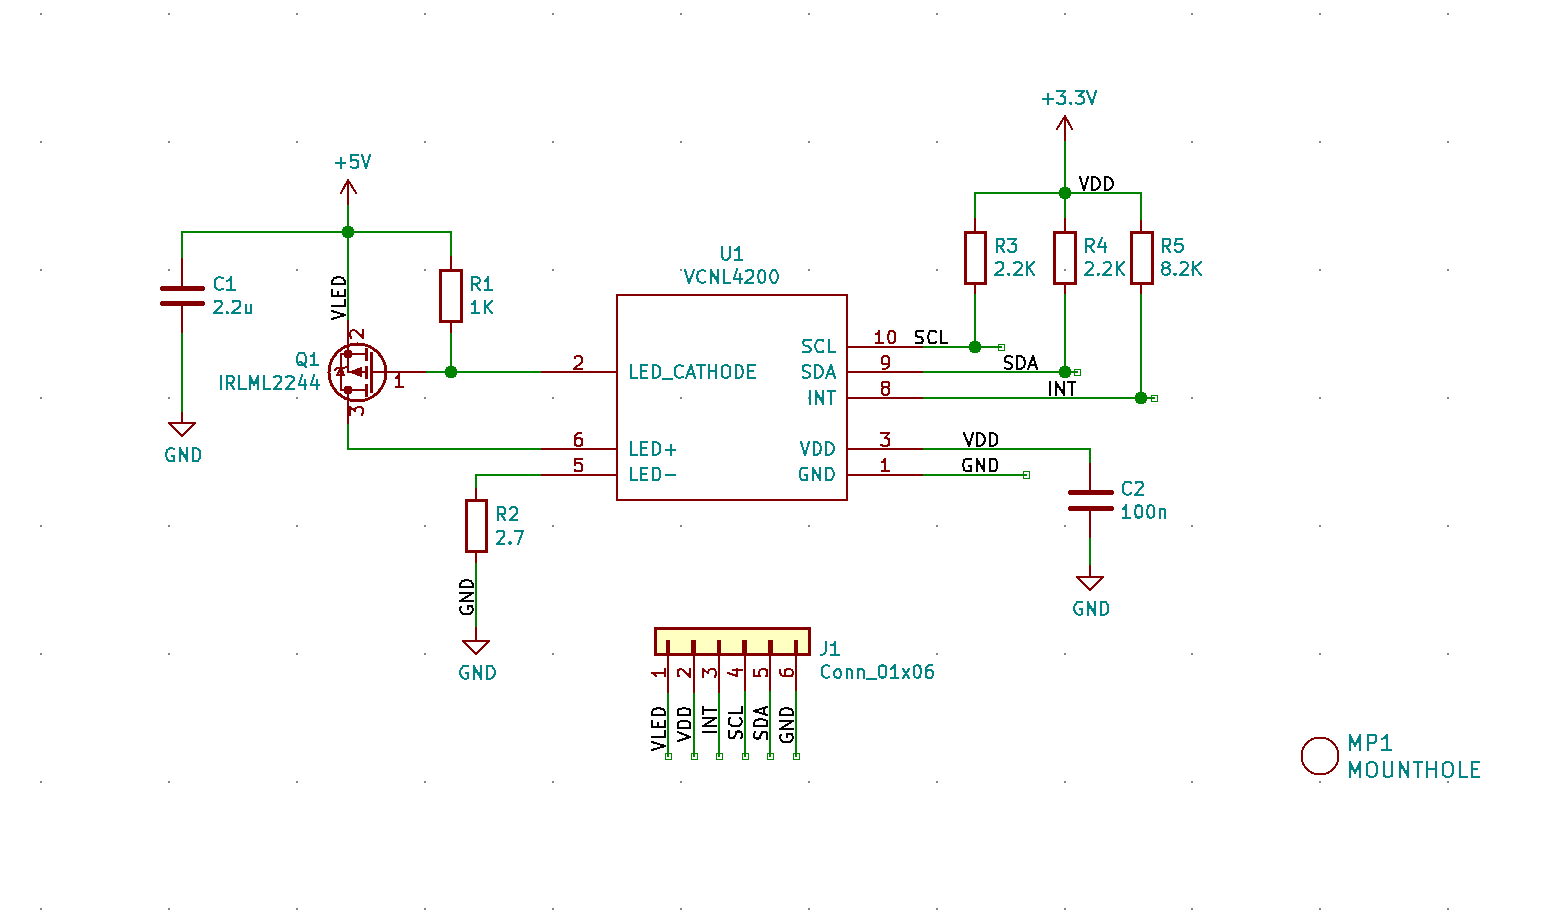 +3.3V
VDD
R3
2.2K
R4
2.2K
R5
8.2K
+5V
C1
2.2u
GND
VLED
R1
1K
Q1
IRLML2244
2
1
3
U1
VCNL4200
2
LED_CATHODE
6
LED+
5
LED-
SCL
10
SCL
SDA
9
SDA
INT
8
INT
VDD
3
VDD
GND
1
GND
R2
2.7
GND
GND
C2
100n
GND
J1
Conn_01x06
1
2
3
4
5
6
VLED
VDD
INT
SCL
SDA
GND
MP1
MOUNTHOLE